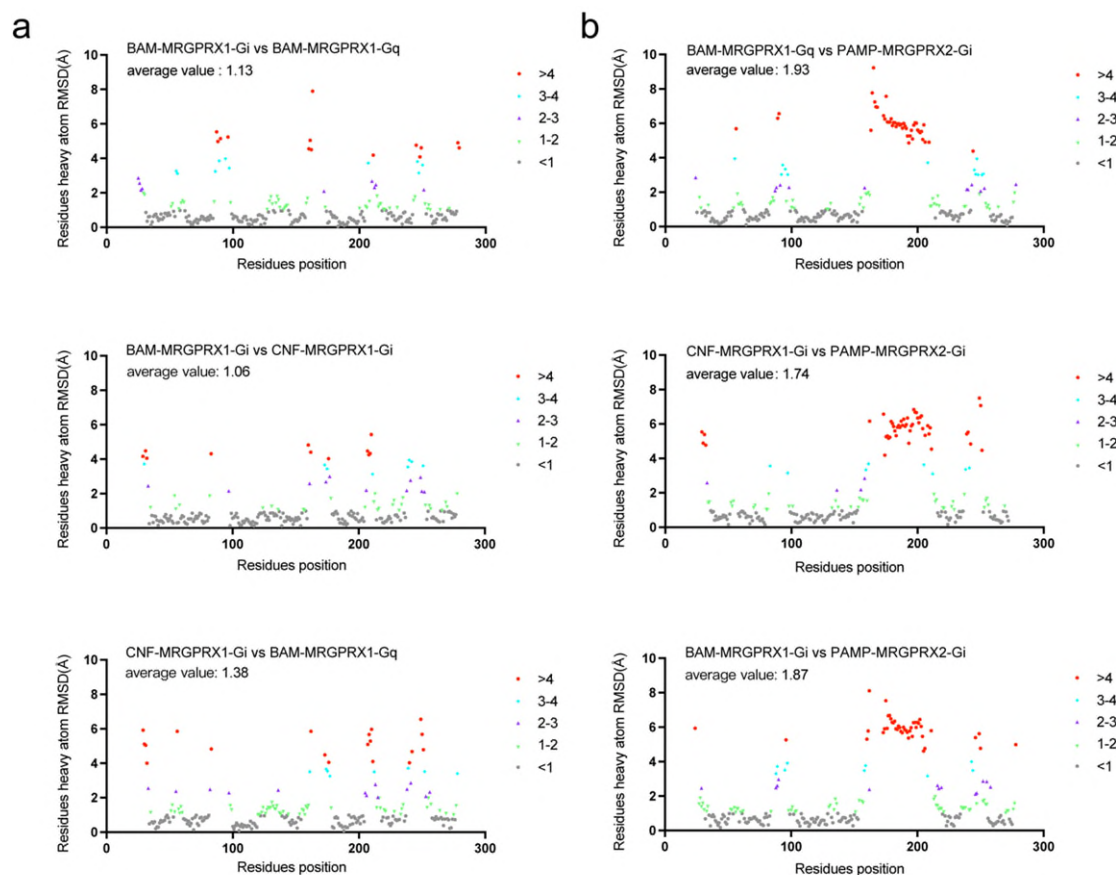 a
BAM-MRGPRX1-Gi vs BAM-MRGPRX1-Gq
average value : 1.13
Residues heavy atom RMSD(Å)
10
8
6
4
2
0
0 100 200 300
Residues position
>4
3-4
2-3
1-2
<1
BAM-MRGPRX1-Gi vs CNF-MRGPRX1-Gi
average value: 1.06
Residues heavy atom RMSD(Å)
10
8
6
4
2
0
0 100 200 300
Residues position
>4
3-4
2-3
1-2
<1
CNF-MRGPRX1-Gi vs BAM-MRGPRX1-Gq
average value: 1.38
Residues heavy atom RMSD(Å)
10
8
6
4
2
0
0 100 200 300
Residues position
>4
3-4
2-3
1-2
<1
b
BAM-MRGPRX1-Gq vs PAMP-MRGPRX2-Gi
average value: 1.93
Residues heavy atom RMSD(Å)
10
8
6
4
2
0
0 100 200 300
Residues position
>4
3-4
2-3
1-2
<1
CNF-MRGPRX1-Gi vs PAMP-MRGPRX2-Gi
average value: 1.74
Residues heavy atom RMSD(Å)
10
8
6
4
2
0
0 100 200 300
Residues position
>4
3-4
2-3
1-2
<1
BAM-MRGPRX1-Gi vs PAMP-MRGPRX2-Gi
average value: 1.87
Residues heavy atom RMSD(Å)
10
8
6
4
2
0
0 100 200 300
Residues position
>4
3-4
2-3
1-2
<1